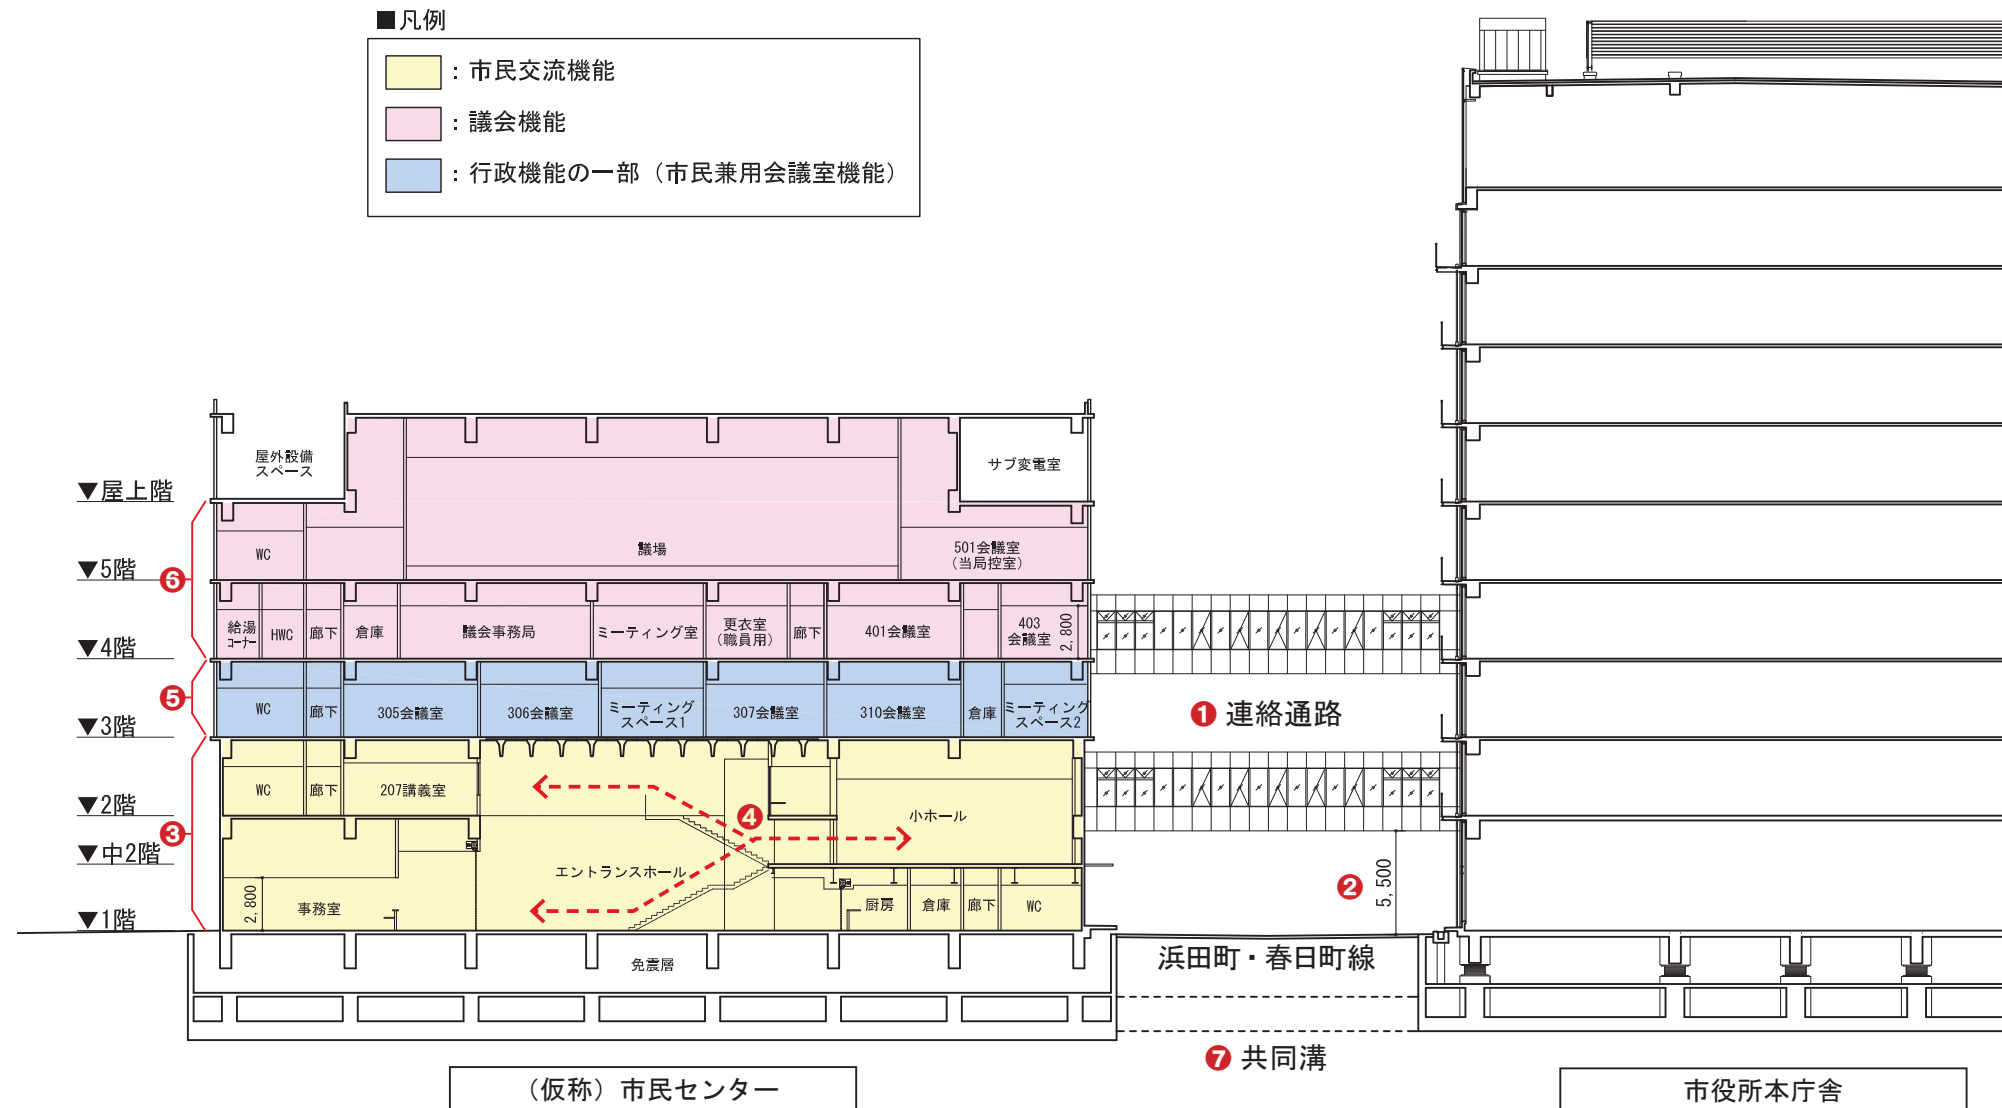 ■凡例
：市民交流機能
：議会機能
：行政機能の一部（市民兼用会議室機能）
屋外設備
スペース
サブ変電室
▼屋上階
WC
議場
501会議室
（当局控室）
▼5階
❻
給湯
ｺｰﾅｰ
HWC
廊下
倉庫
議会事務局
ミーティング室
更衣室
（職員用）
廊下
401会議室
403
会議室
2,800
▼4階
❺
WC
廊下
305会議室
306会議室
ミーティング
スペース1
307会議室
310会議室
倉庫
ミーティング
スペース2
❶ 連絡通路
▼3階
WC
廊下
207講義室
❹
小ホール
▼2階
❸
▼中2階
エントランスホール
❷
5,500
2,800
事務室
厨房
倉庫
廊下
WC
▼1階
免震層
浜田町・春日町線
❼ 共同溝
（仮称）市民センター
市役所本庁舎